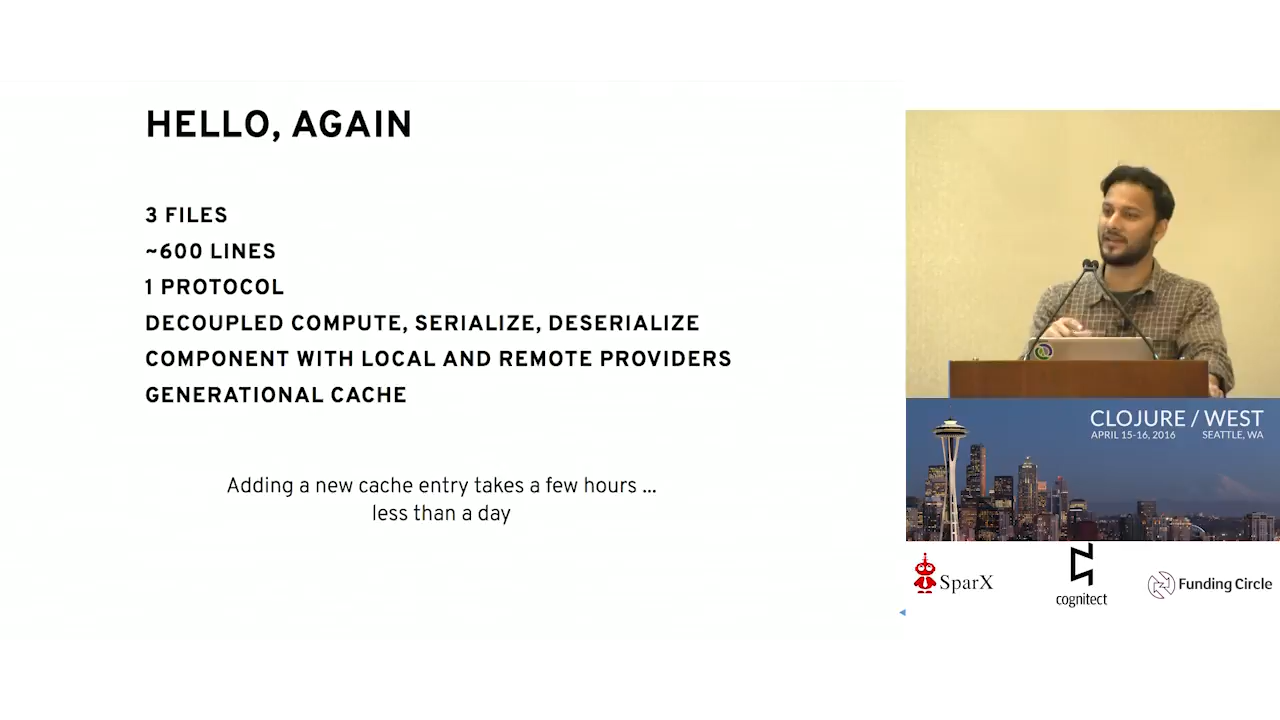 HELLO, AGAIN
3 FILES
~600 LINES
1 PROTOCOL
DECOUPLED COMPUTE, SERIALIZE, DESERIALIZE
COMPONENT WITH LOCAL AND REMOTE PROVIDERS
GENERATIONAL CACHE
Adding a new cache entry takes a few hours ...
less than a day
CLOJURE / WEST
APRIL 15-16, 2016 SEATTLE, WA
SparX
cognitect
Funding Circle